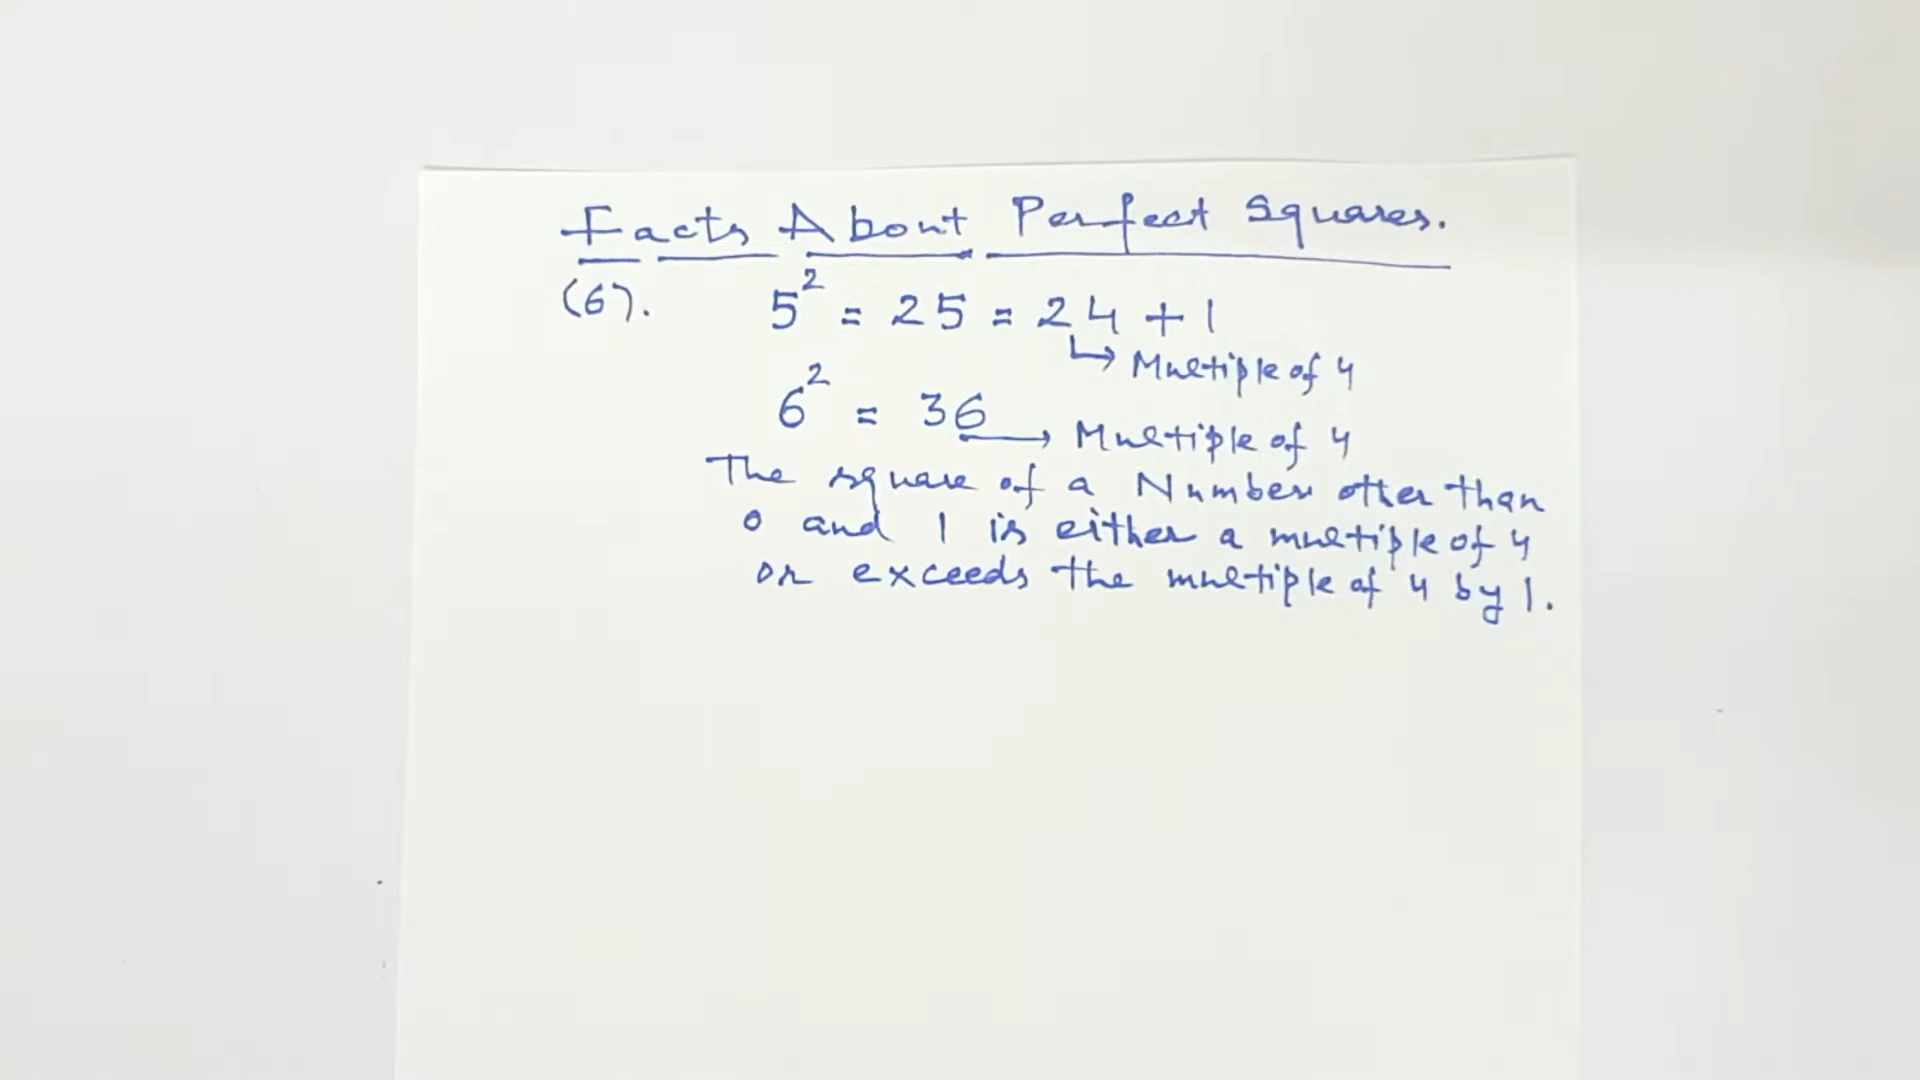 Facts About Perfect Squares.
(6). 5² = 25 = 24 + 1
↳ Multiple of 4
6² = 36 → Multiple of 4
The square of a Number other than
0 and 1 is either a multiple of 4
or exceeds the multiple of 4 by 1.